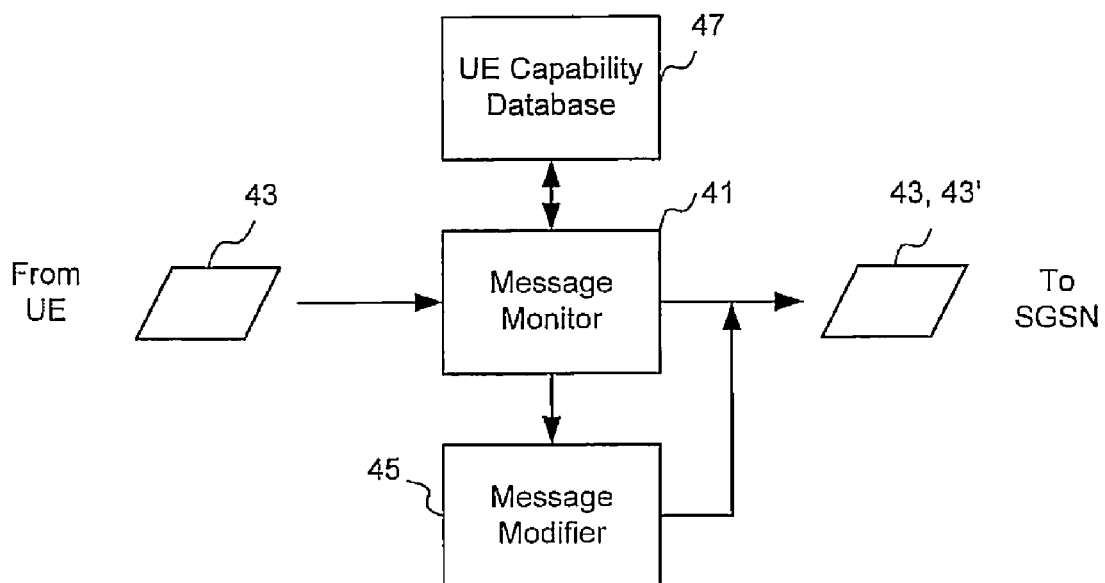 47
UE Capability
Database
43
41
43, 43'
From
UE
Message
Monitor
To
SGSN
45
Message
Modifier